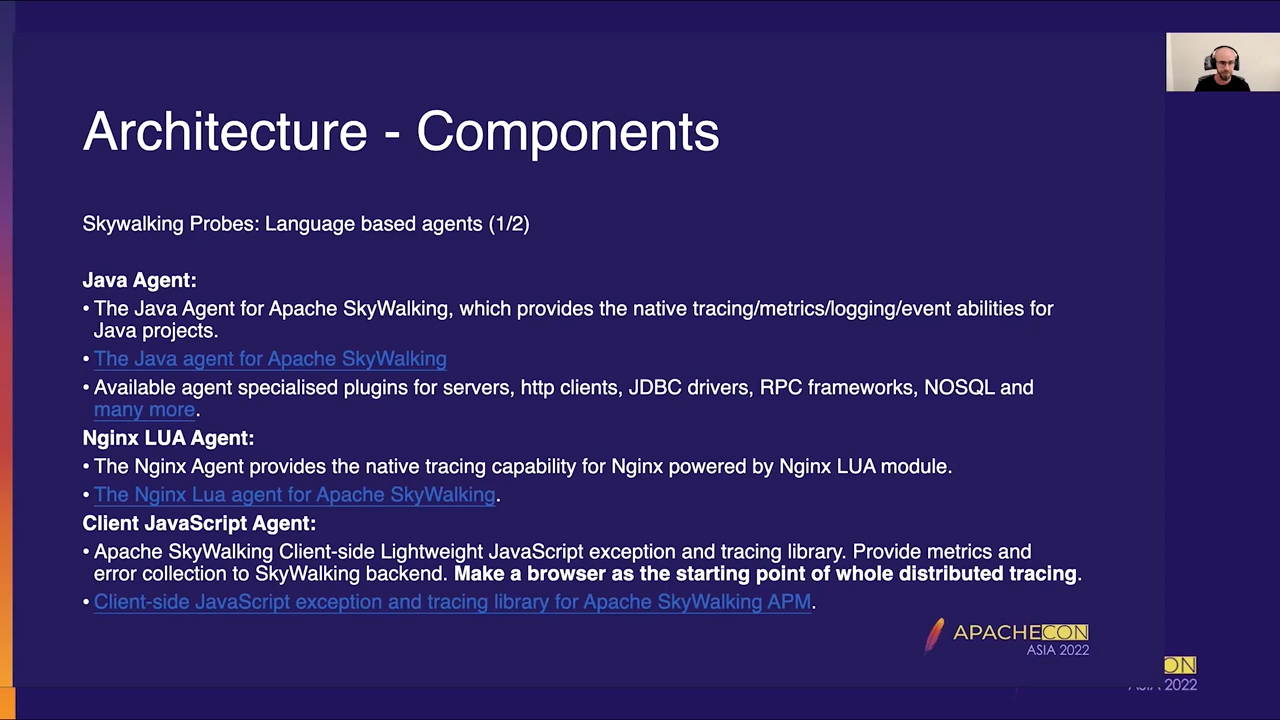 Architecture - Components
Skywalking Probes: Language based agents (1/2)
Java Agent:
• The Java Agent for Apache SkyWalking, which provides the native tracing/metrics/logging/event abilities for
Java projects.
• The Java agent for Apache SkyWalking
• Available agent specialised plugins for servers, http clients, JDBC drivers, RPC frameworks, NOSQL and
many more.
Nginx LUA Agent:
• The Nginx Agent provides the native tracing capability for Nginx powered by Nginx LUA module.
• The Nginx Lua agent for Apache SkyWalking.
Client JavaScript Agent:
• Apache SkyWalking Client-side Lightweight JavaScript exception and tracing library. Provide metrics and
error collection to SkyWalking backend. Make a browser as the starting point of whole distributed tracing.
• Client-side JavaScript exception and tracing library for Apache SkyWalking APM.
APACHECON
ASIA 2022
ON
ASIA 2022